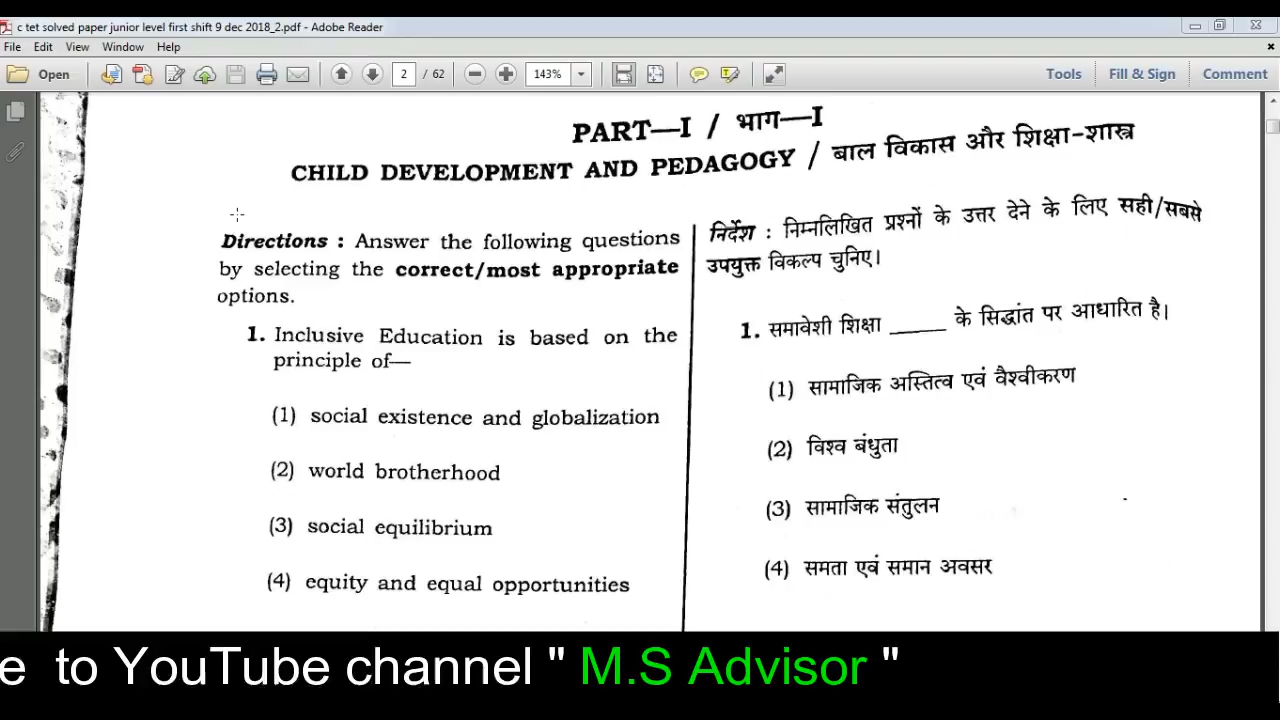 c tet solved paper junior level first shift 9 dec 2018_2.pdf - Adobe Reader
File Edit View Window Help
Open 2 / 62 143% Tools Fill & Sign Comment
PART—I / भाग—I
CHILD DEVELOPMENT AND PEDAGOGY / बाल विकास और शिक्षा-शास्त्र
Directions : Answer the following questions
by selecting the correct/most appropriate
options.
1. Inclusive Education is based on the
principle of—
(1) social existence and globalization
(2) world brotherhood
(3) social equilibrium
(4) equity and equal opportunities
निर्देश : निम्नलिखित प्रश्नों के उत्तर देने के लिए सही/सबसे
उपयुक्त विकल्प चुनिए।
1. समावेशी शिक्षा _____ के सिद्धांत पर आधारित है।
(1) सामाजिक अस्तित्व एवं वैश्वीकरण
(2) विश्व बंधुता
(3) सामाजिक संतुलन
(4) समता एवं समान अवसर
e to YouTube channel " M.S Advisor "